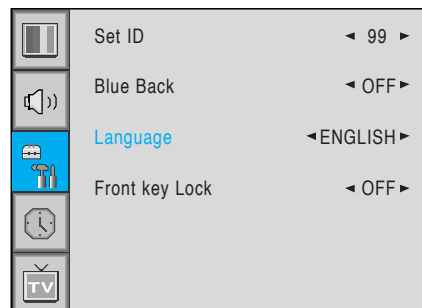 Set ID ◄ 99 ►
Blue Back ◄ OFF ►
Language ◄ ENGLISH ►
Front key Lock ◄ OFF ►
TV